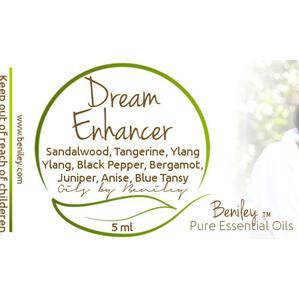 Keep out of reach of childeren
www.beniley.com
Dream
Enhancer
Sandalwood, Tangerine, Ylang
Ylang, Black Pepper, Bergamot,
Juniper, Anise, Blue Tansy
Oils by Beniley
5 ml
Beniley TM
Pure Essential Oils